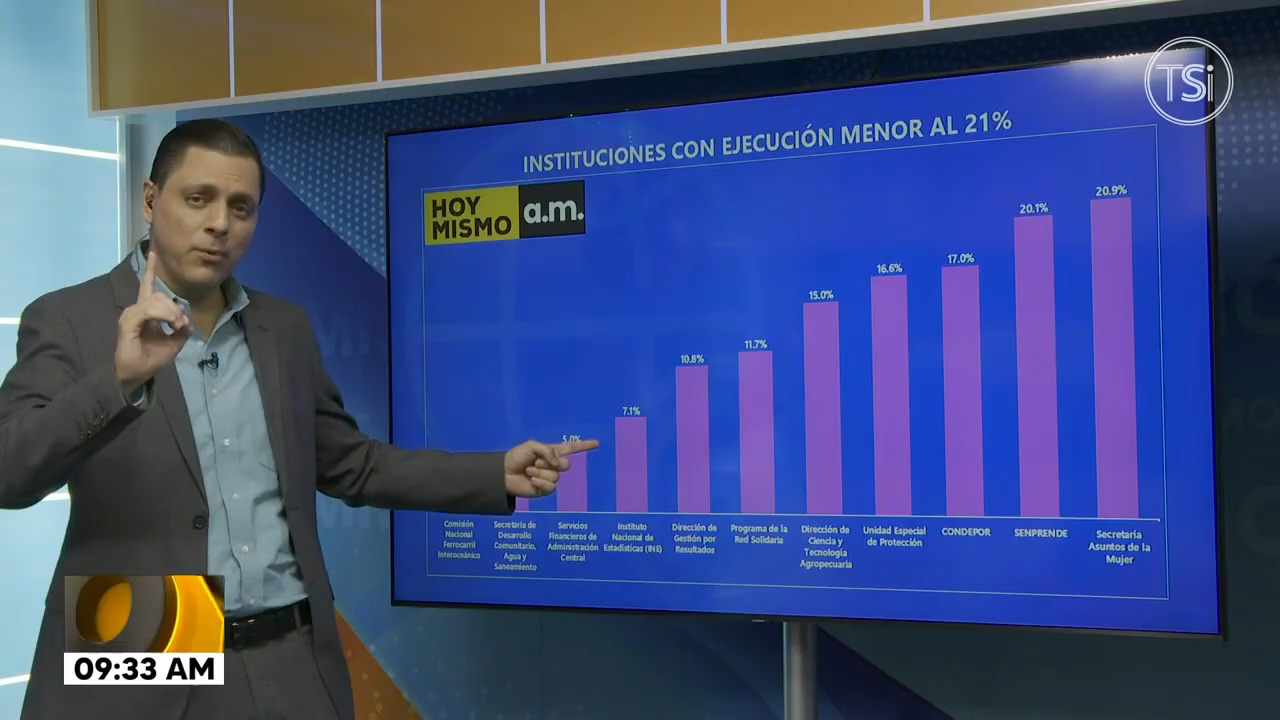 TSi
INSTITUCIONES CON EJECUCIÓN MENOR AL 21%
HOY
MISMO
a.m.
20.9%
20.1%
17.0%
16.6%
15.0%
11.7%
10.8%
7.1%
5.0%
Comisión
Nacional
Ferrocarril
Interoceánico
Secretaría de
Desarrollo
Comunitario,
Agua y
Saneamiento
Servicios
Financieros de
Administración
Central
Instituto
Nacional de
Estadísticas (INE)
Dirección de
Gestión por
Resultados
Programa de la
Red Solidaria
Dirección de
Ciencia y
Tecnología
Agropecuaria
Unidad Especial
de Protección
CONDEPOR
SENPRENDE
Secretaria
Asuntos de la
Mujer
09:33 AM